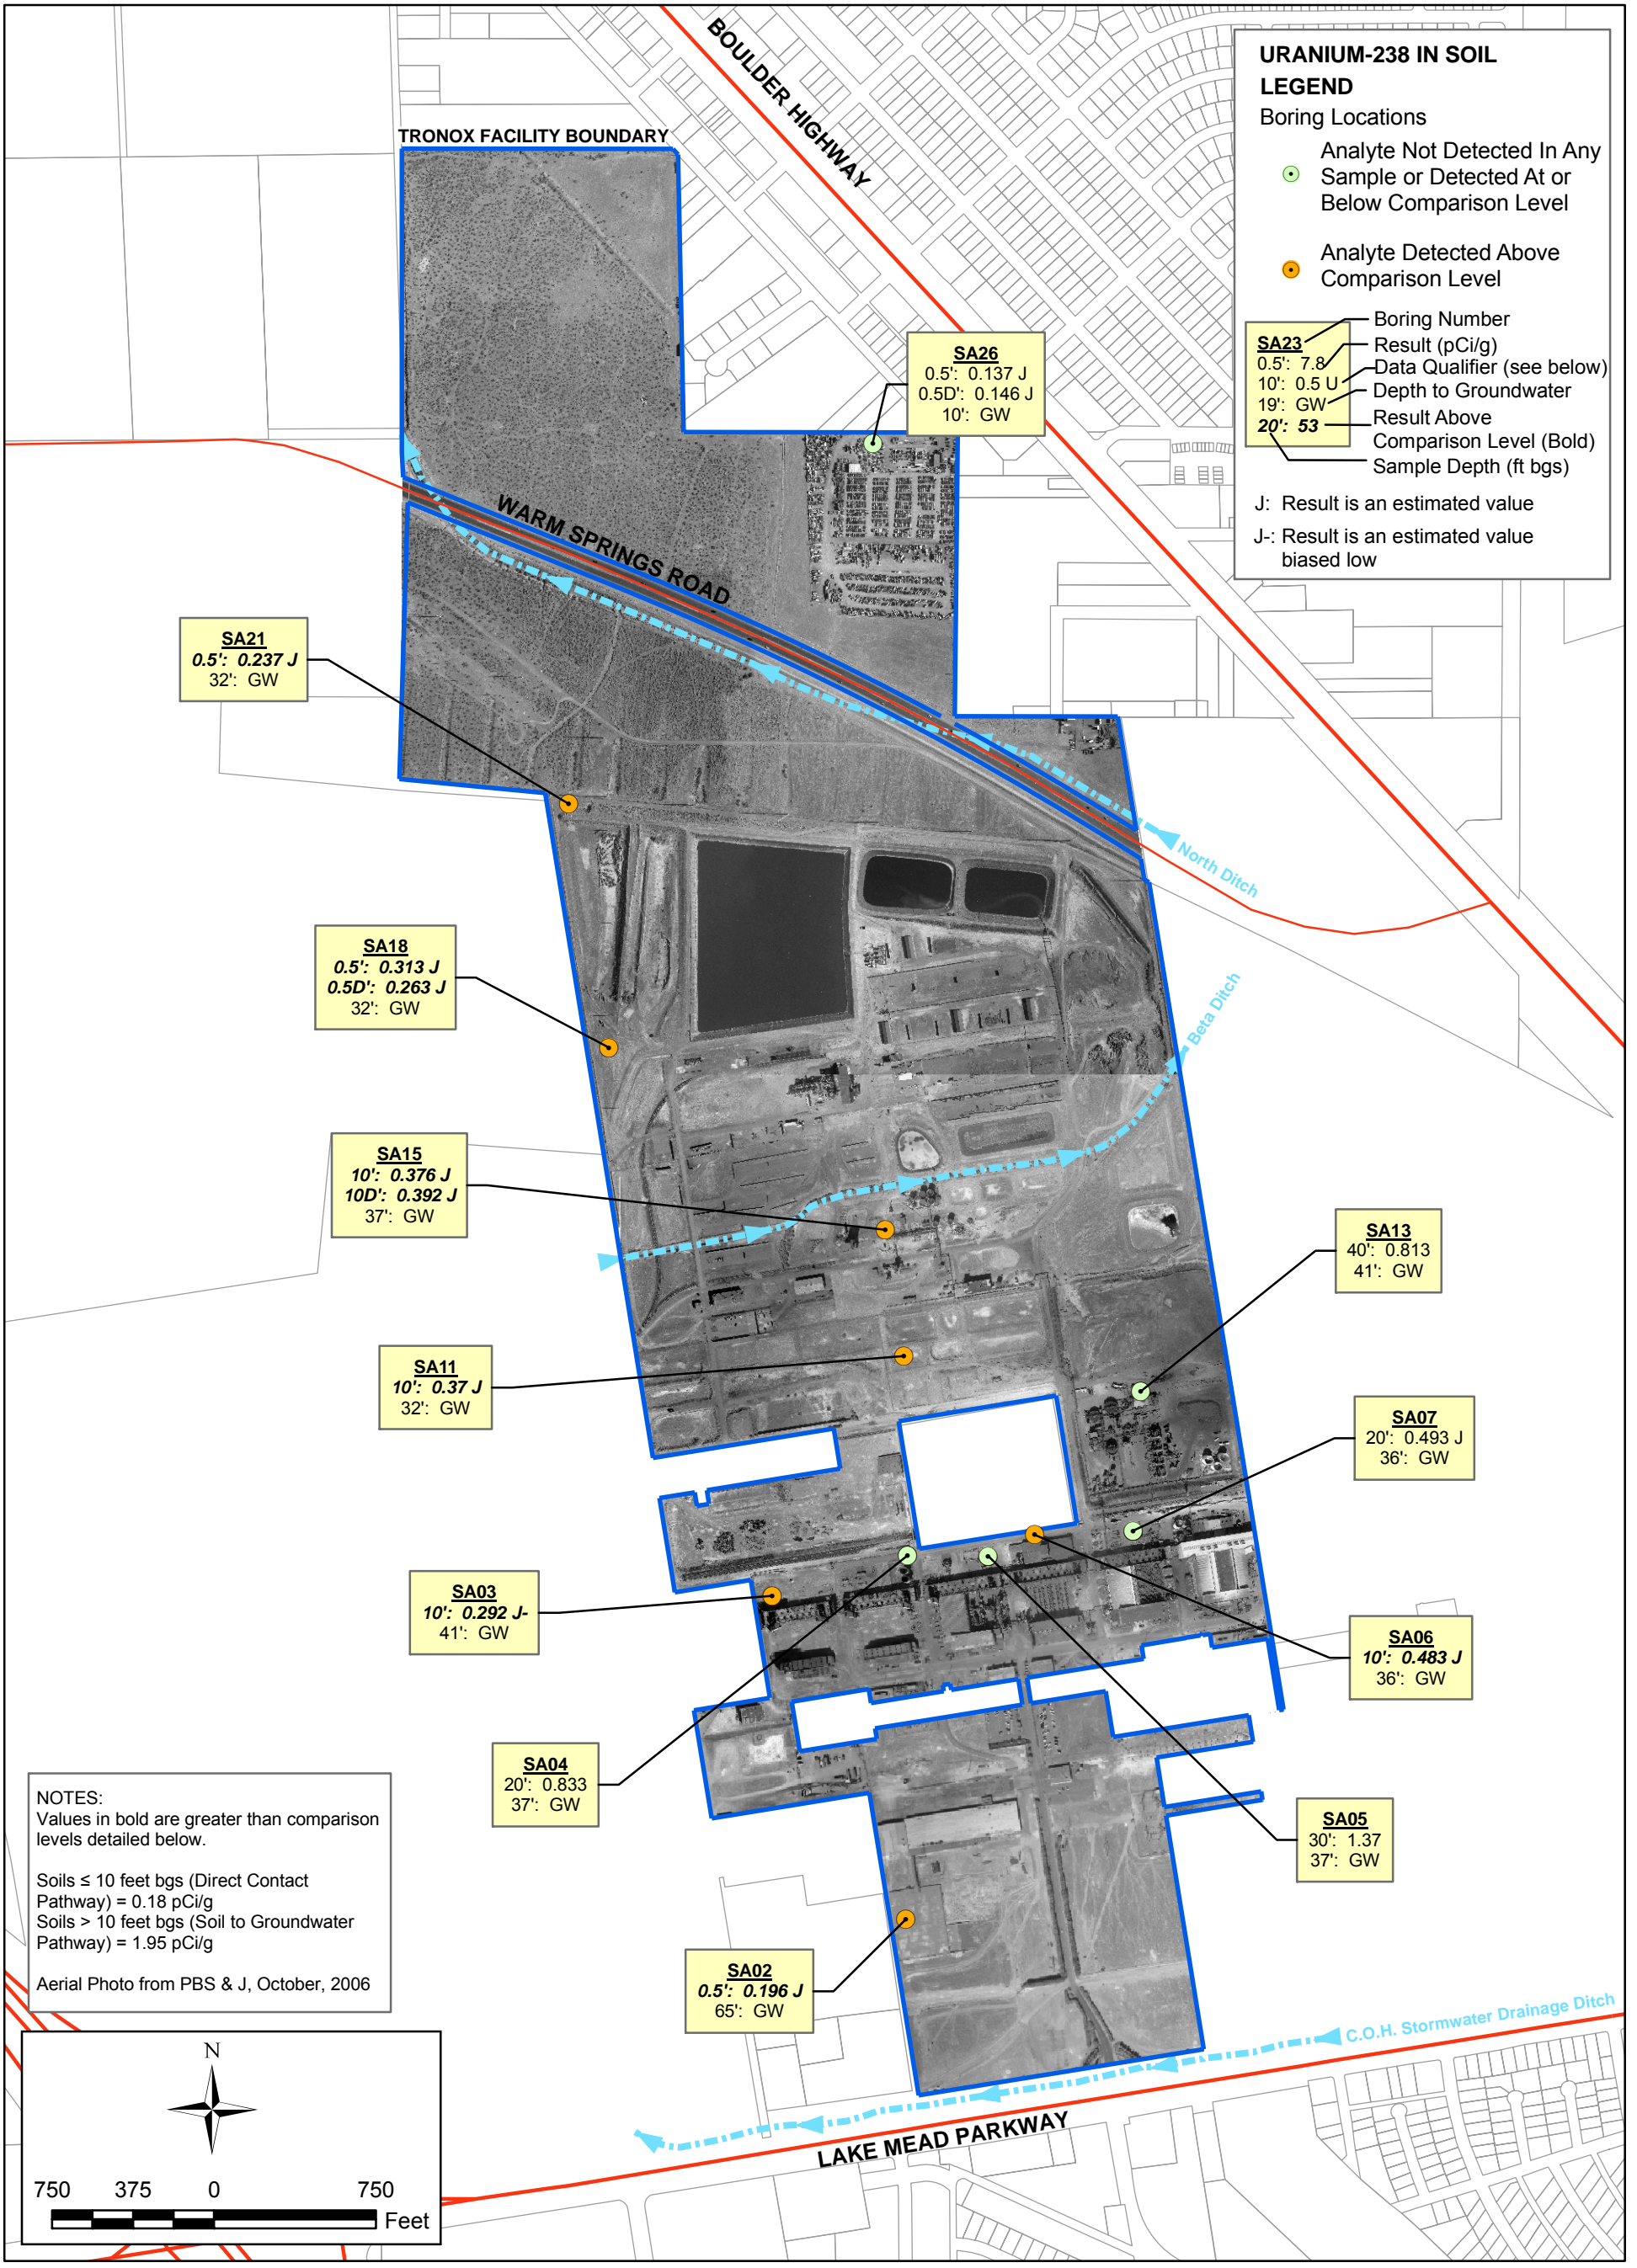 BOULDER HIGHWAY
TRONOX FACILITY BOUNDARY
URANIUM-238 IN SOIL
LEGEND
Boring Locations
Analyte Not Detected In Any
Sample or Detected At or
Below Comparison Level
Analyte Detected Above
Comparison Level
SA23
0.5': 7.8
10': 0.5 U
19': GW
20': 53
Boring Number
Result (pCi/g)
Data Qualifier (see below)
Depth to Groundwater
Result Above
Comparison Level (Bold)
Sample Depth (ft bgs)
J: Result is an estimated value
J-: Result is an estimated value
biased low
SA26
0.5': 0.137 J
0.5D': 0.146 J
10': GW
WARM SPRINGS ROAD
SA21
0.5': 0.237 J
32': GW
North Ditch
SA18
0.5': 0.313 J
0.5D': 0.263 J
32': GW
Beta Ditch
SA15
10': 0.376 J
10D': 0.392 J
37': GW
SA13
40': 0.813
41': GW
SA11
10': 0.37 J
32': GW
SA07
20': 0.493 J
36': GW
SA03
10': 0.292 J-
41': GW
SA06
10': 0.483 J
36': GW
SA04
20': 0.833
37': GW
SA05
30': 1.37
37': GW
SA02
0.5': 0.196 J
65': GW
NOTES:
Values in bold are greater than comparison
levels detailed below.
Soils ≤ 10 feet bgs (Direct Contact
Pathway) = 0.18 pCi/g
Soils > 10 feet bgs (Soil to Groundwater
Pathway) = 1.95 pCi/g
Aerial Photo from PBS & J, October, 2006
C.O.H. Stormwater Drainage Ditch
LAKE MEAD PARKWAY
N
750 375 0 750
Feet